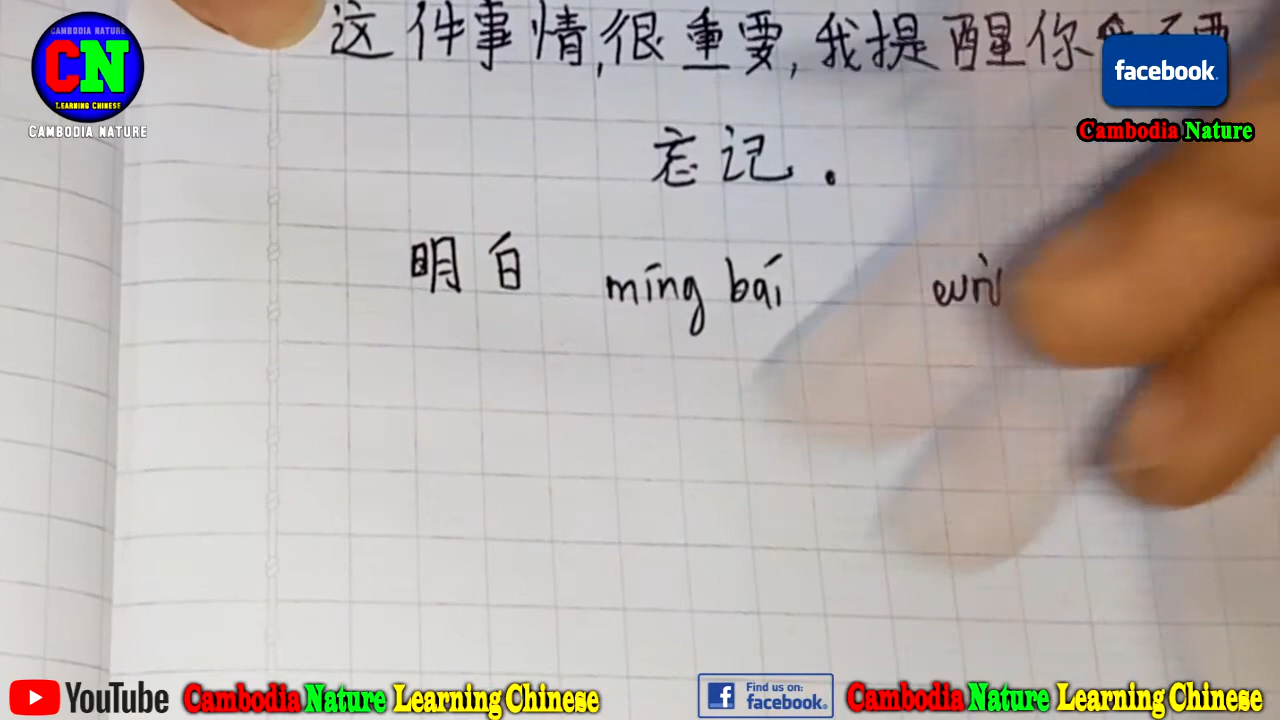 CAMBODIA NATURE
CN
LEARNING CHINESE
CAMBODIA NATURE
这件事情,很重要,我提醒你
facebook
Cambodia Nature
忘记.
明白 míng bái
YouTube Cambodia Nature Learning Chinese
Find us on:
facebook
Cambodia Nature Learning Chinese